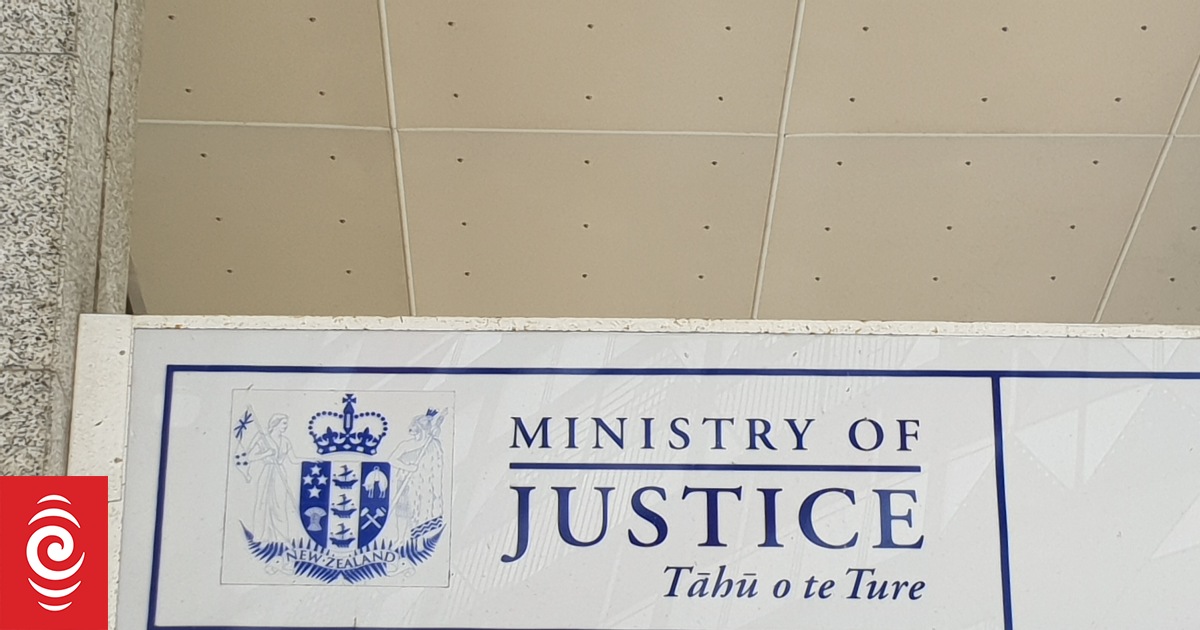 MINISTRY OF
JUSTICE
Tāhū o te Ture
NEW ZEALAND